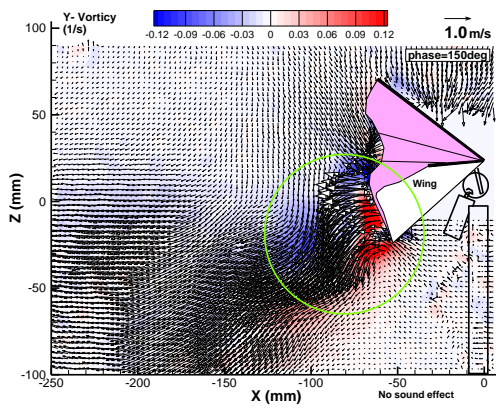 Y- Vorticy
(1/s)
-0.12 -0.09 -0.06 -0.03 0 0.03 0.06 0.09 0.12
1.0 m/s
phase=150deg
100
50
0
-50
-100
Z (mm)
Wing
-250 -200 -150 -100 -50 0
X (mm)
No sound effect